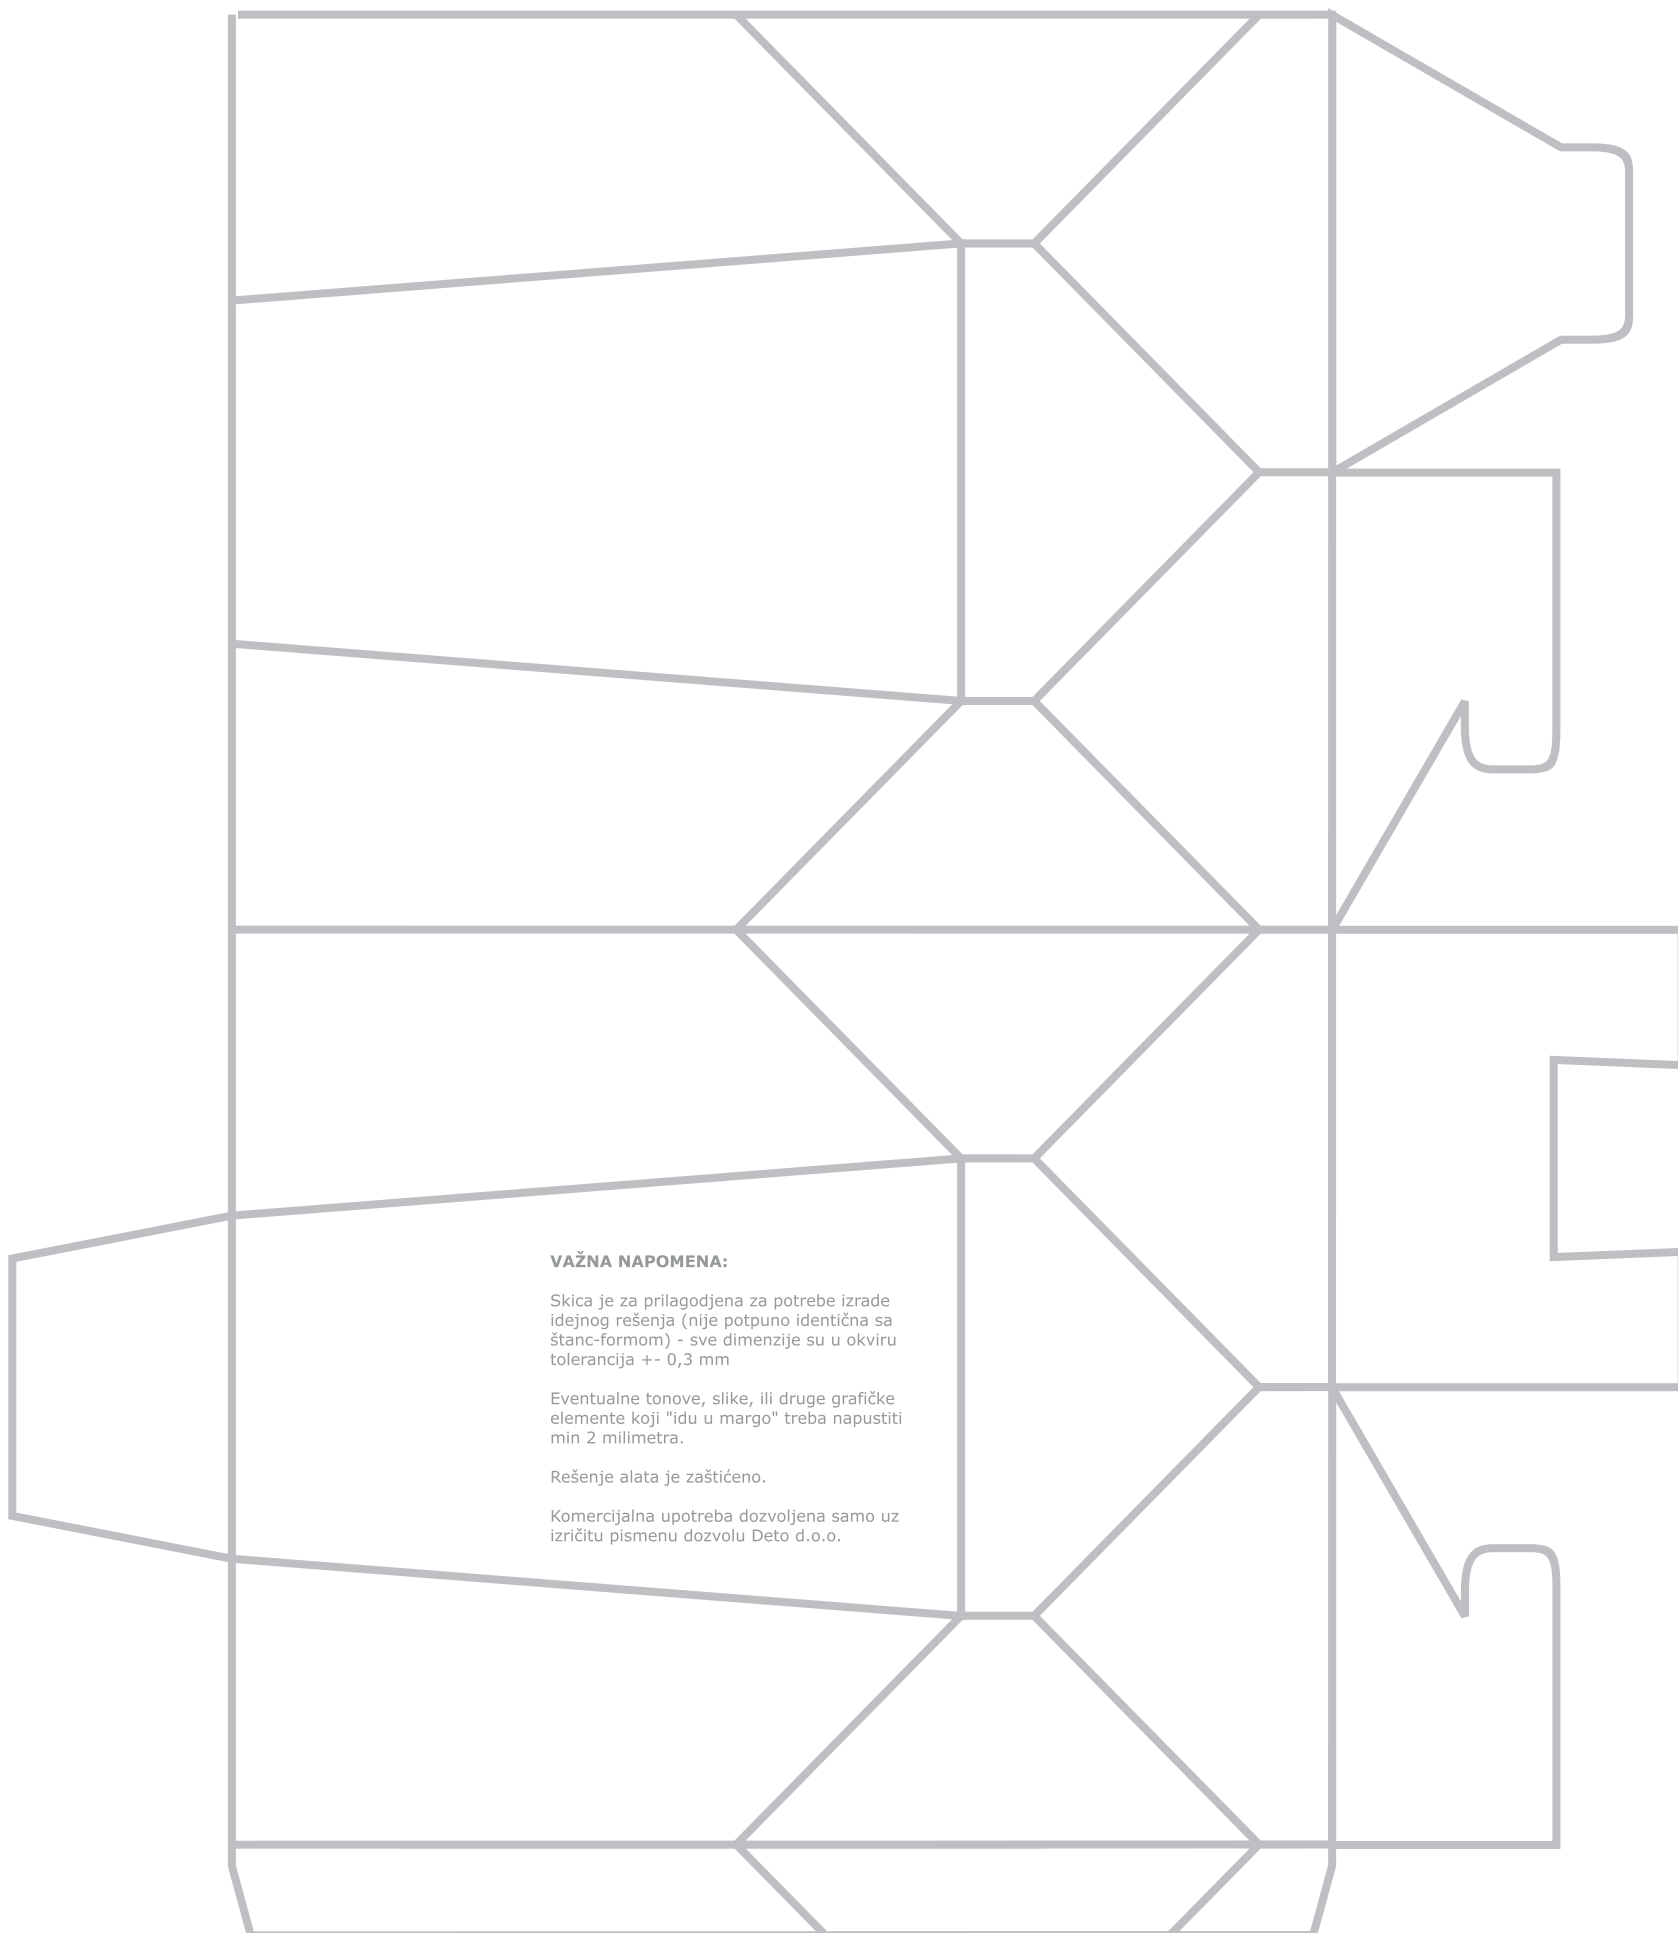 VAŽNA NAPOMENA:
Skica je za prilagodjena za potrebe izrade
idejnog rešenja (nije potpuno identična sa
štanc-formom) - sve dimenzije su u okviru
tolerancija +- 0,3 mm
Eventualne tonove, slike, ili druge grafičke
elemente koji "idu u margo" treba napustiti
min 2 milimetra.
Rešenje alata je zaštićeno.
Komercijalna upotreba dozvoljena samo uz
izričitu pismenu dozvolu Deto d.o.o.